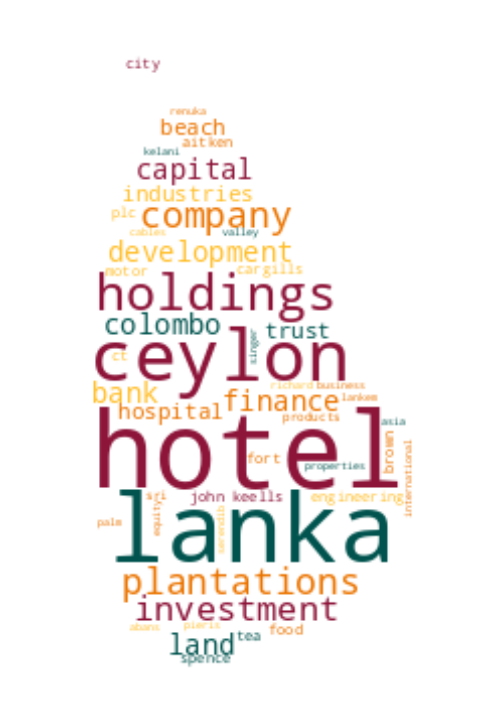 city
renuka
beach
aitken
kelani
capital
industries
plc
company
cables
valley
development
motor
cargills
holdings
colombo
trust
singer
ceylon
ct
richard
business
bank
finance
lankem
hospital
products
asia
hotel
fort
brown
properties
international
sri
john keells
engineering
equity
serendib
palm
lanka
plantations
investment
abans
pieris
food
tea
land
spence